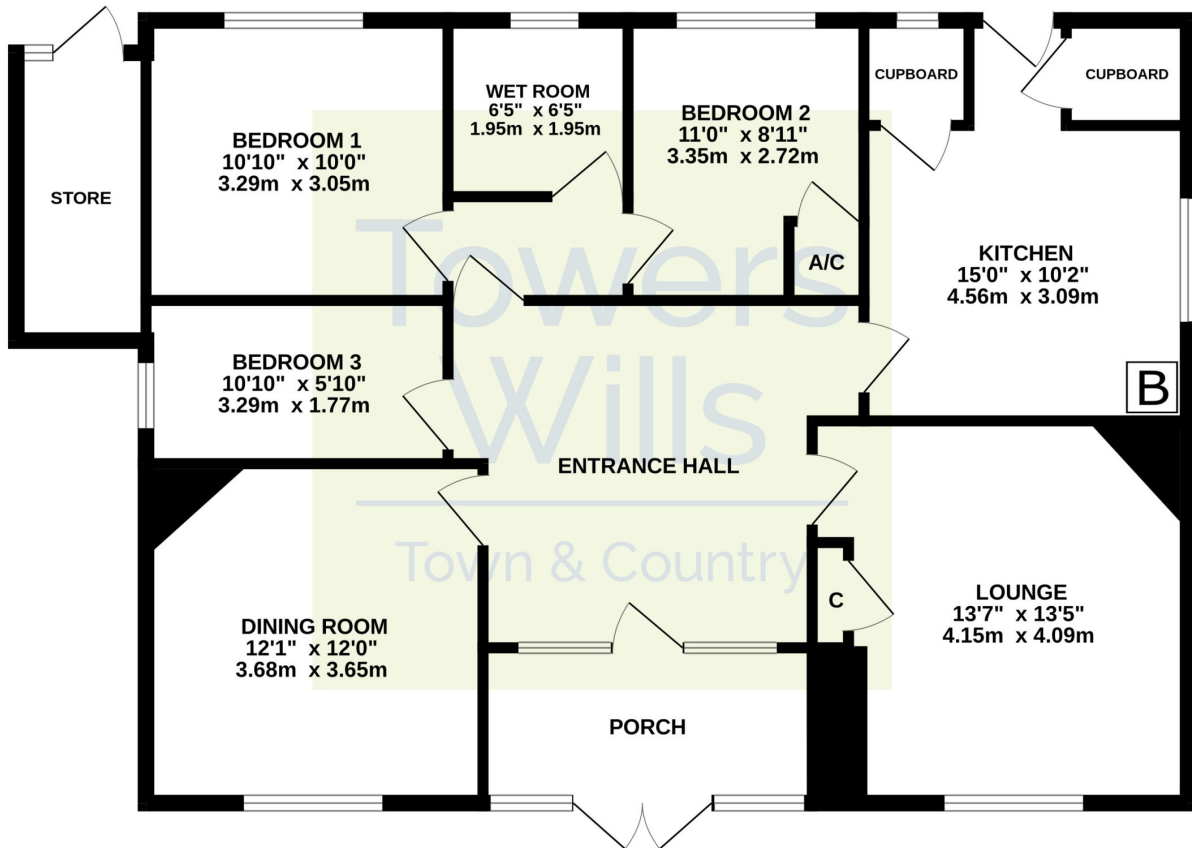 STORE
BEDROOM 1
10'10" x 10'0"
3.29m x 3.05m
WET ROOM
6'5" x 6'5"
1.95m x 1.95m
BEDROOM 2
11'0" x 8'11"
3.35m x 2.72m
A/C
CUPBOARD
CUPBOARD
KITCHEN
15'0" x 10'2"
4.56m x 3.09m
B
BEDROOM 3
10'10" x 5'10"
3.29m x 1.77m
ENTRANCE HALL
Towers
Wills
Town & Country
DINING ROOM
12'1" x 12'0"
3.68m x 3.65m
C
LOUNGE
13'7" x 13'5"
4.15m x 4.09m
PORCH